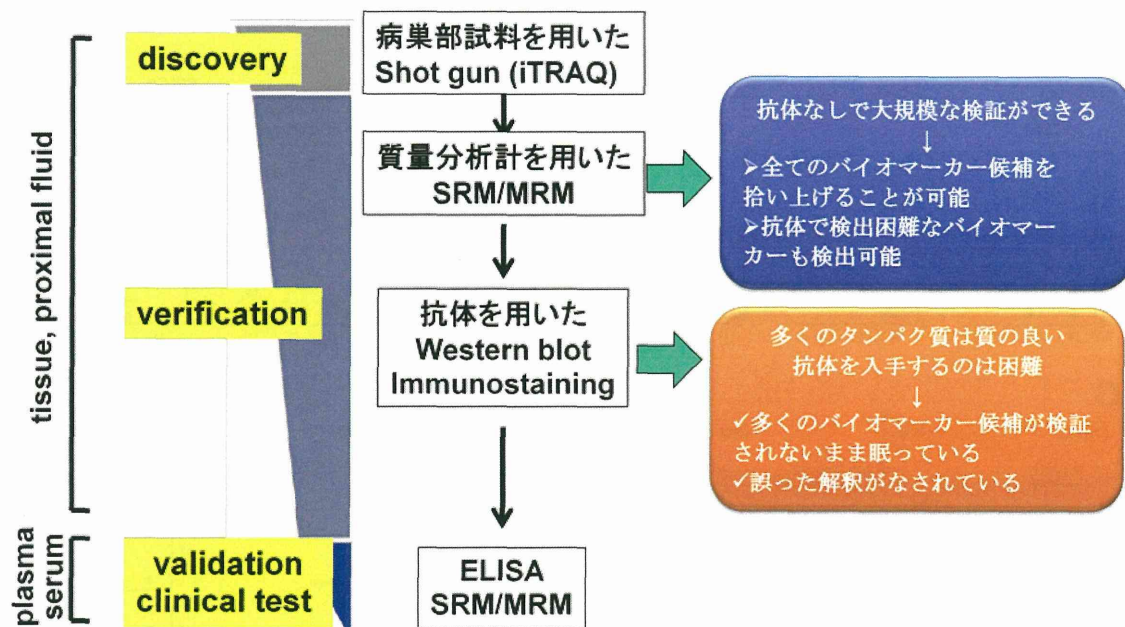 tissue, proximal fluid
plasma
serum
discovery
verification
validation
clinical test
病巣部試料を用いた
Shot gun (iTRAQ)
質量分析計を用いた
SRM/MRM
抗体を用いた
Western blot
Immunostaining
ELISA
SRM/MRM
抗体なしで大規模な検証ができる
↓
➢全てのバイオマーカー候補を
拾い上げることが可能
➢抗体で検出困難なバイオマー
カーも検出可能
多くのタンパク質は質の良い
抗体を入手するのは困難
↓
✓多くのバイオマーカー候補が検証
されないまま眠っている
✓誤った解釈がなされている